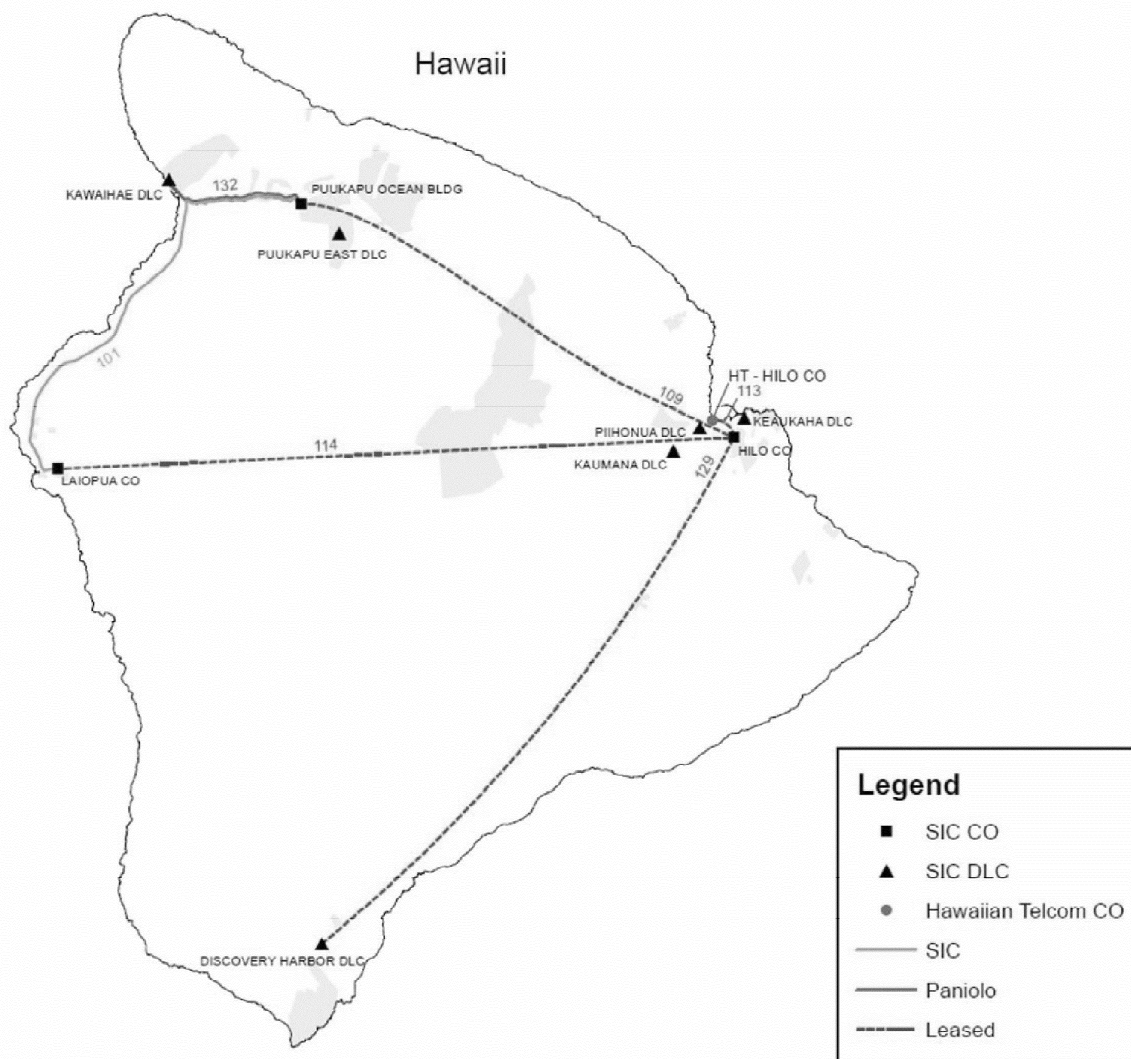 Hawaii
KAWAIHAE DLC
132
PUUKAPU OCEAN BLDG
PUUKAPU EAST DLC
101
109
HT - HILO CO
113
KEAUKAHA DLC
PIIHONUA DLC
HILO CO
114
KAUMANA DLC
129
LAIOPUA CO
DISCOVERY HARBOR DLC
Legend
SIC CO
SIC DLC
Hawaiian Telcom CO
SIC
Paniolo
Leased